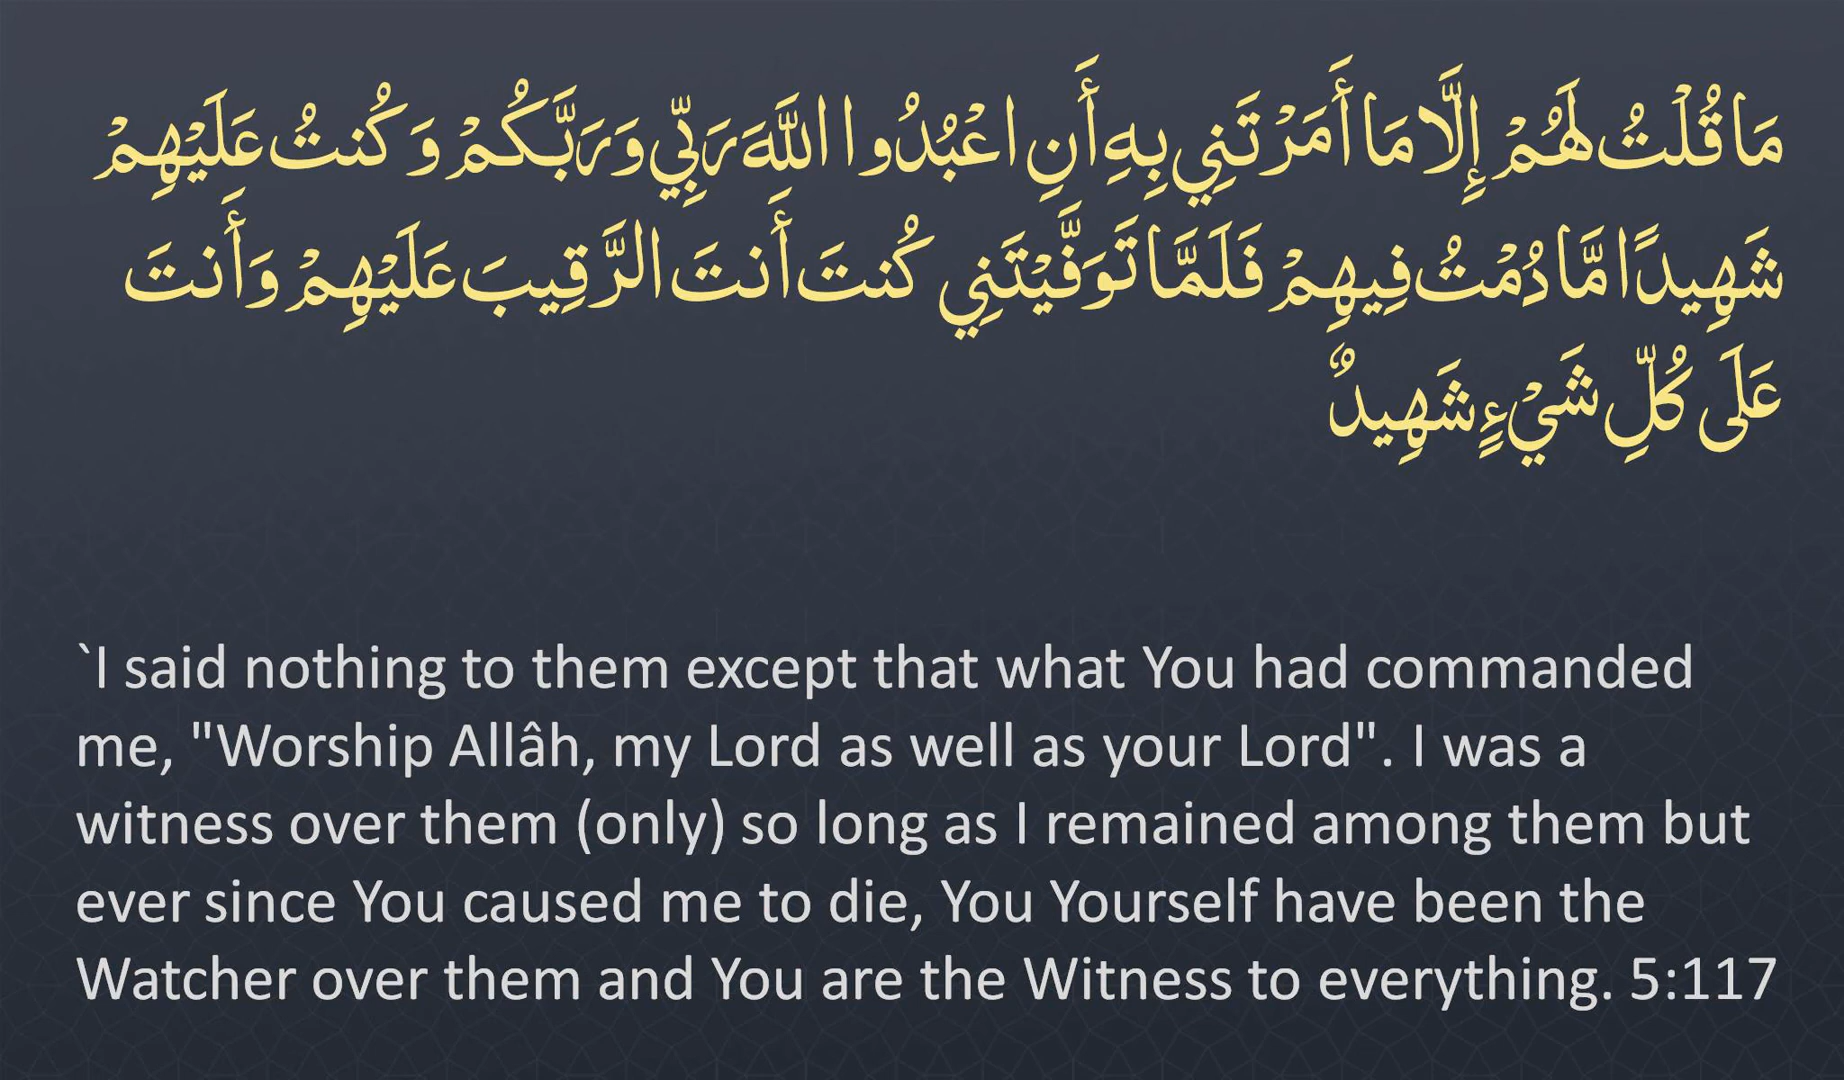 مَا قُلْتُ لَهُمْ إِلَّا مَا أَمَرْتَنِي بِهِ أَنِ اعْبُدُوا اللَّهَ رَبِّي وَرَبَّكُمْ وَكُنتُ عَلَيْهِمْ
شَهِيدًا مَّا دُمْتُ فِيهِمْ فَلَمَّا تَوَفَّيْتَنِي كُنتَ أَنتَ الرَّقِيبَ عَلَيْهِمْ وَأَنتَ
عَلَى كُلِّ شَيْءٍ شَهِيدٌ
`I said nothing to them except that what You had commanded
me, "Worship Allâh, my Lord as well as your Lord". I was a
witness over them (only) so long as I remained among them but
ever since You caused me to die, You Yourself have been the
Watcher over them and You are the Witness to everything. 5:117